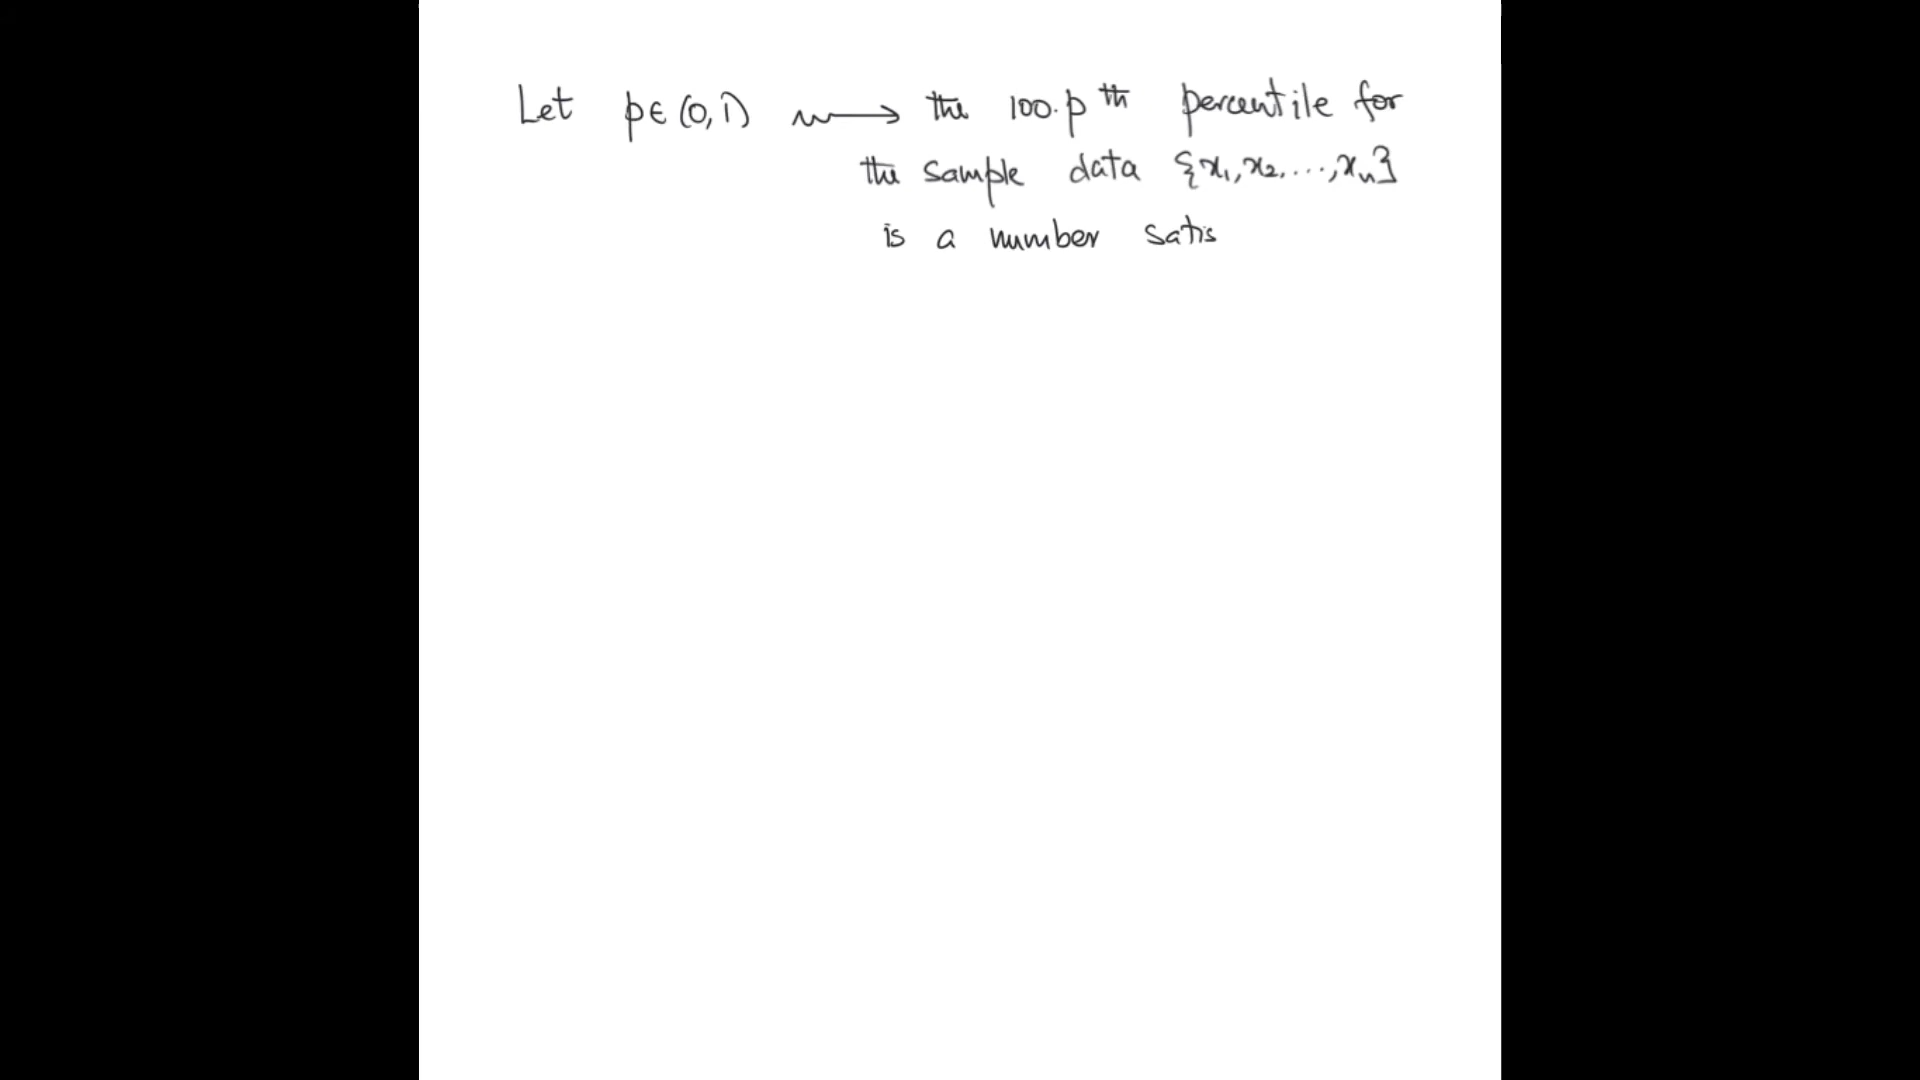 Let p∈(0,1) ⟿ the 100.p th percentile for
the sample data {x₁,x₂,...,xₙ}
is a number satis